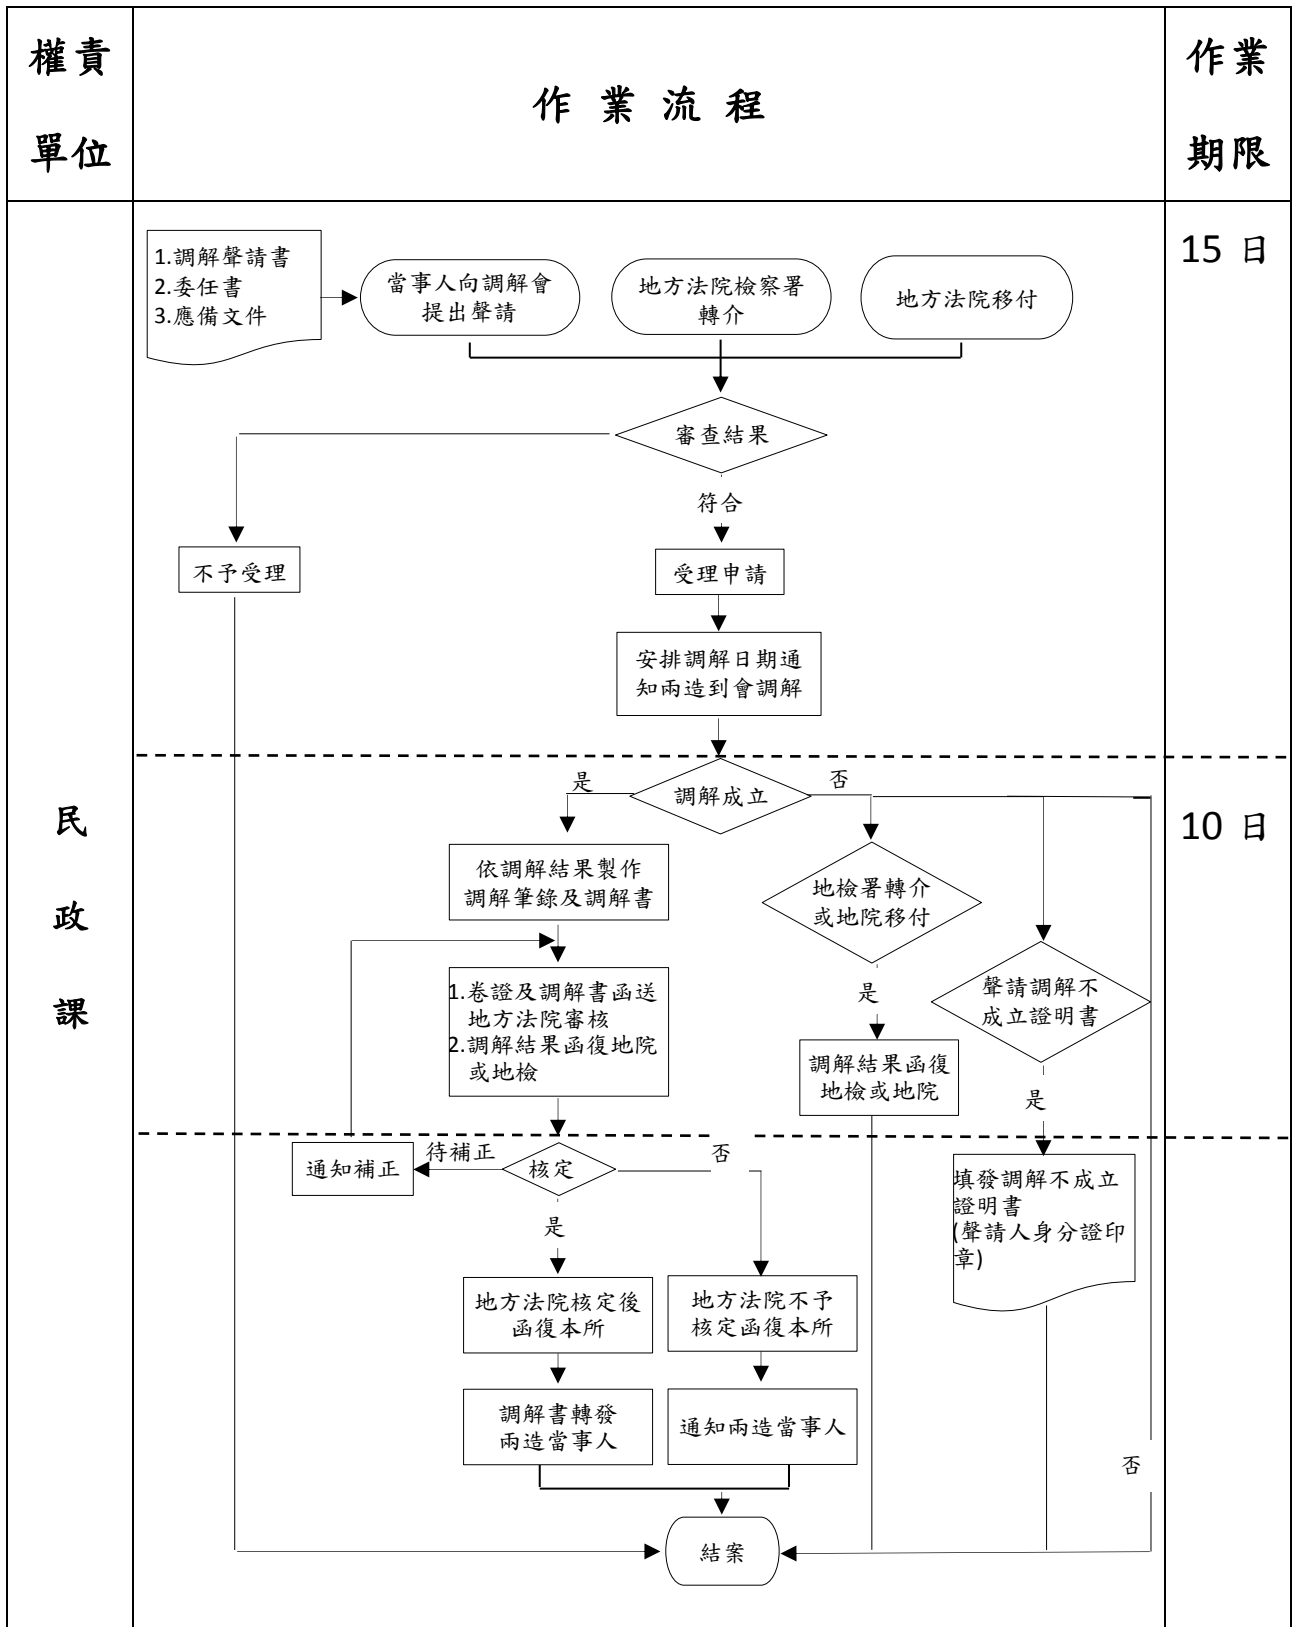 權責
單位
作業流程
作業
期限
15 日
1.調解聲請書
2.委任書
3.應備文件
當事人向調解會
提出聲請
地方法院檢察署
轉介
地方法院移付
審查結果
符合
不予受理
受理申請
安排調解日期通
知兩造到會調解
民
政
課
10 日
是
調解成立
否
依調解結果製作
調解筆錄及調解書
地檢署轉介
或地院移付
聲請調解不
成立證明書
1.卷證及調解書函送
地方法院審核
2.調解結果函復地院
或地檢
是
調解結果函復
地檢或地院
是
通知補正
待補正
核定
否
是
填發調解不成立
證明書
(聲請人身分證印
章)
地方法院核定後
函復本所
地方法院不予
核定函復本所
調解書轉發
兩造當事人
通知兩造當事人
否
結案